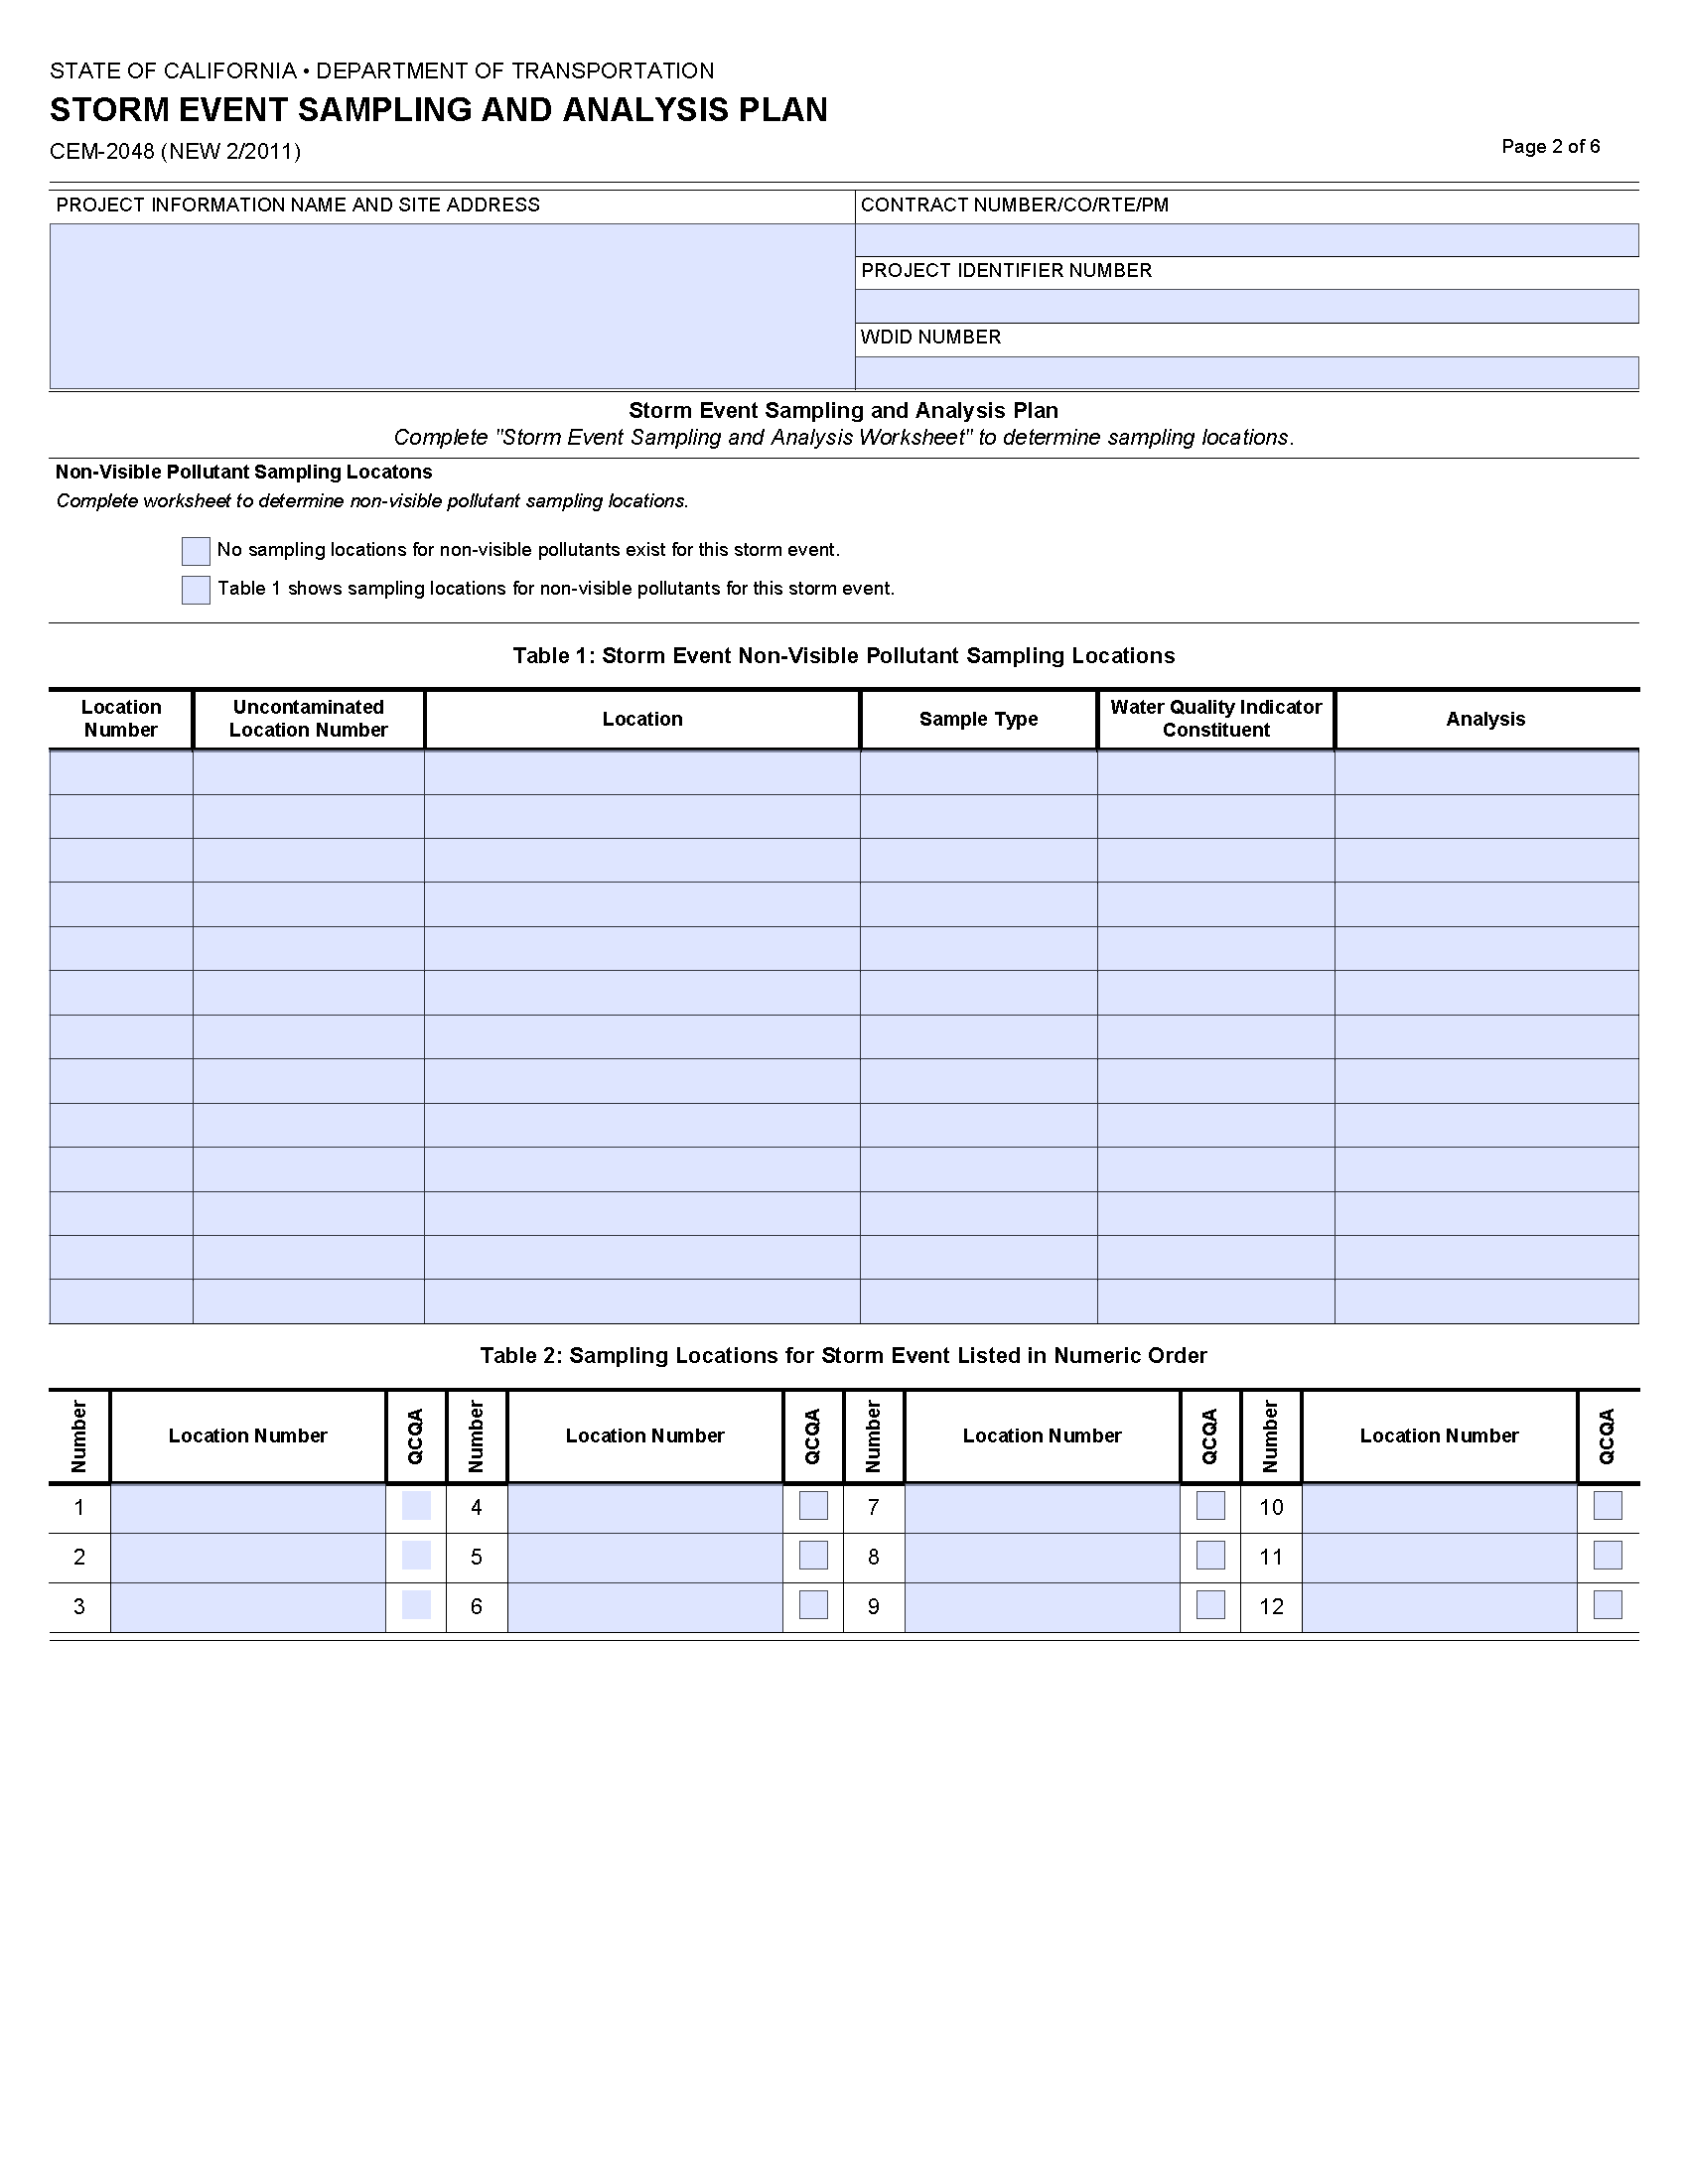 STATE OF CALIFORNIA • DEPARTMENT OF TRANSPORTATION
STORM EVENT SAMPLING AND ANALYSIS PLAN
CEM-2048 (NEW 2/2011)
Page 2 of 6
PROJECT INFORMATION NAME AND SITE ADDRESS
CONTRACT NUMBER/CO/RTE/PM
PROJECT IDENTIFIER NUMBER
WDID NUMBER
Storm Event Sampling and Analysis Plan
Complete "Storm Event Sampling and Analysis Worksheet" to determine sampling locations.
Non-Visible Pollutant Sampling Locatons
Complete worksheet to determine non-visible pollutant sampling locations.
No sampling locations for non-visible pollutants exist for this storm event.
Table 1 shows sampling locations for non-visible pollutants for this storm event.
Table 1: Storm Event Non-Visible Pollutant Sampling Locations
Location
Number
Uncontaminated
Location Number
Location
Sample Type
Water Quality Indicator
Constituent
Analysis
Table 2: Sampling Locations for Storm Event Listed in Numeric Order
Number Location Number QCQA Number Location Number QCQA Number Location Number QCQA Number Location Number QCQA
1 4 7 10
2 5 8 11
3 6 9 12